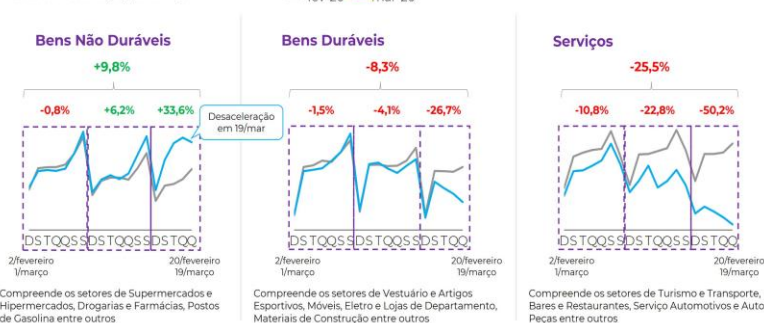 Bens Não Duráveis
+9,8%
-0,8% +6,2% +33,6%
Desaceleração
em 19/mar
DSTQQSSDSTQQSSDSTQQ
2/fevereiro 20/fevereiro
1/março 19/março
Compreende os setores de Supermercados e
Hipermercados, Drogarias e Farmácias, Postos
de Gasolina entre outros
Bens Duráveis
-8,3%
-1,5% -4,1% -26,7%
DSTQQSSDSTQQSSDSTQQ
2/fevereiro 20/fevereiro
1/março 19/março
Compreende os setores de Vestuário e Artigos
Esportivos, Móveis, Eletro e Lojas de Departamento,
Materiais de Construção entre outros
Serviços
-25,5%
-10,8% -22,8% -50,2%
DSTQQSSDSTQQSSDSTQQ
2/fevereiro 20/fevereiro
1/março 19/março
Compreende os setores de Turismo e Transporte,
Bares e Restaurantes, Serviço Automotivos e Auto
Peças entre outros